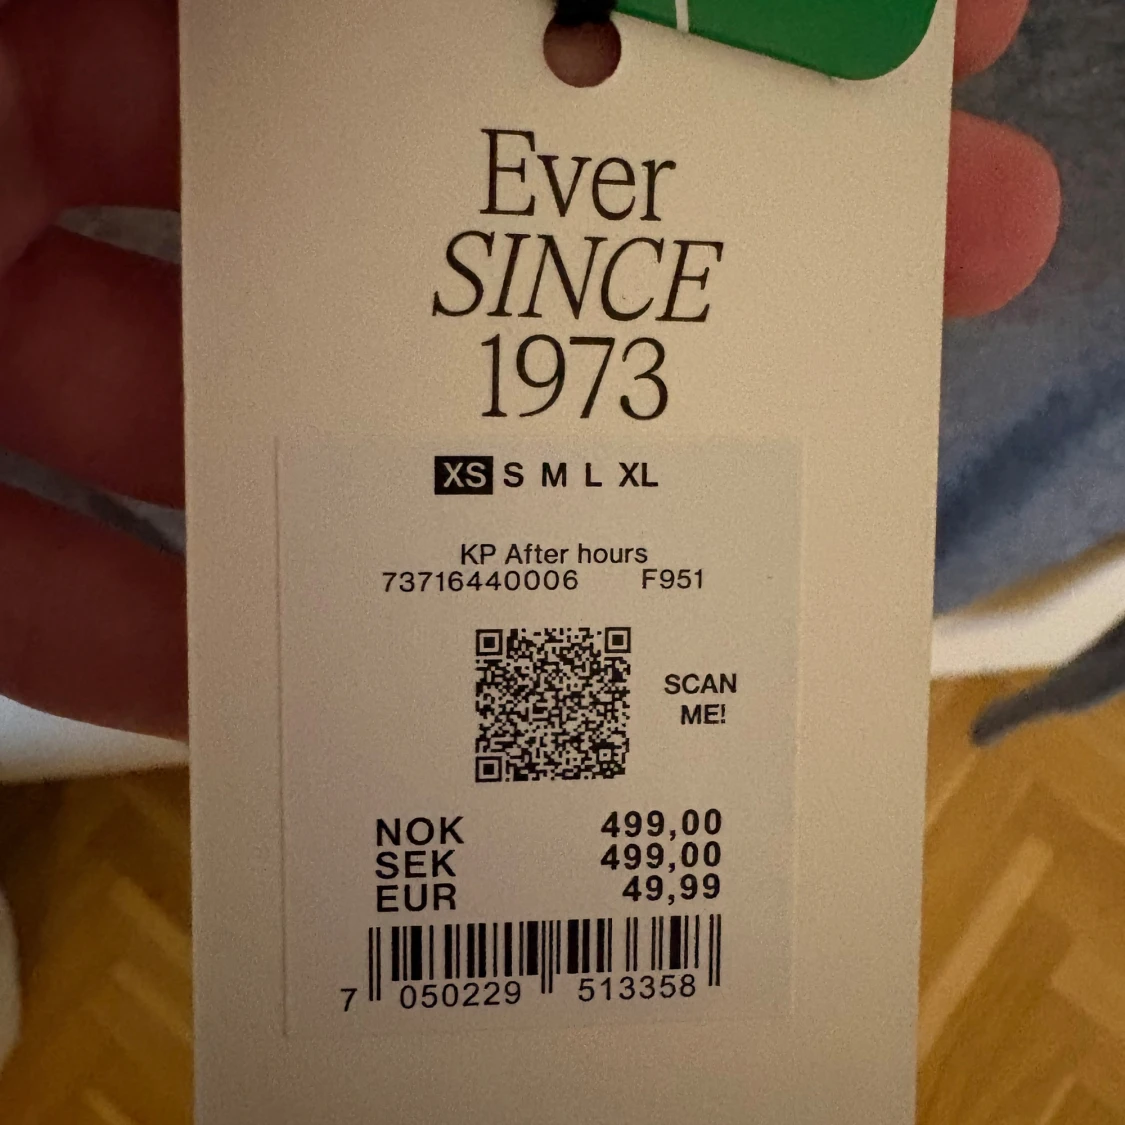 Ever
SINCE
1973
XS S M L XL
KP After hours
73716440006 F951
SCAN
ME!
NOK 499,00
SEK 499,00
EUR 49,99
7 050229 513358